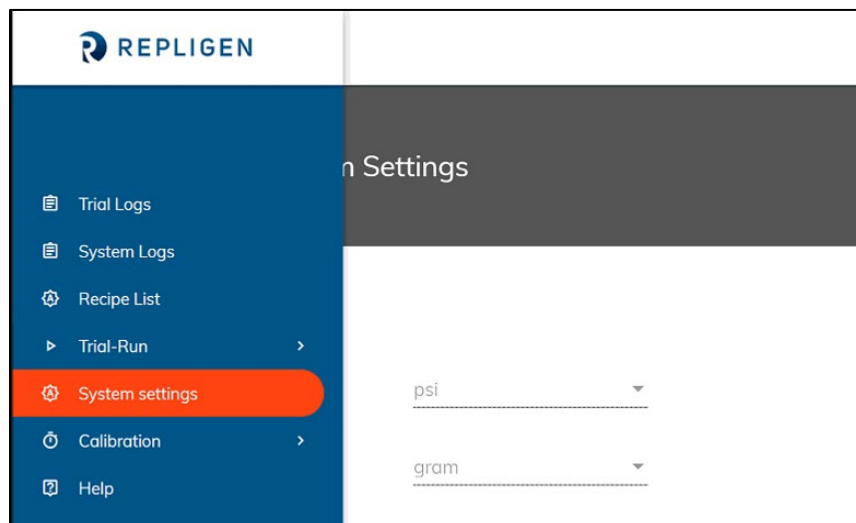 REPLIGEN
m Settings
Trial Logs
System Logs
Recipe List
Trial-Run
System settings
Calibration
Help
psi
gram